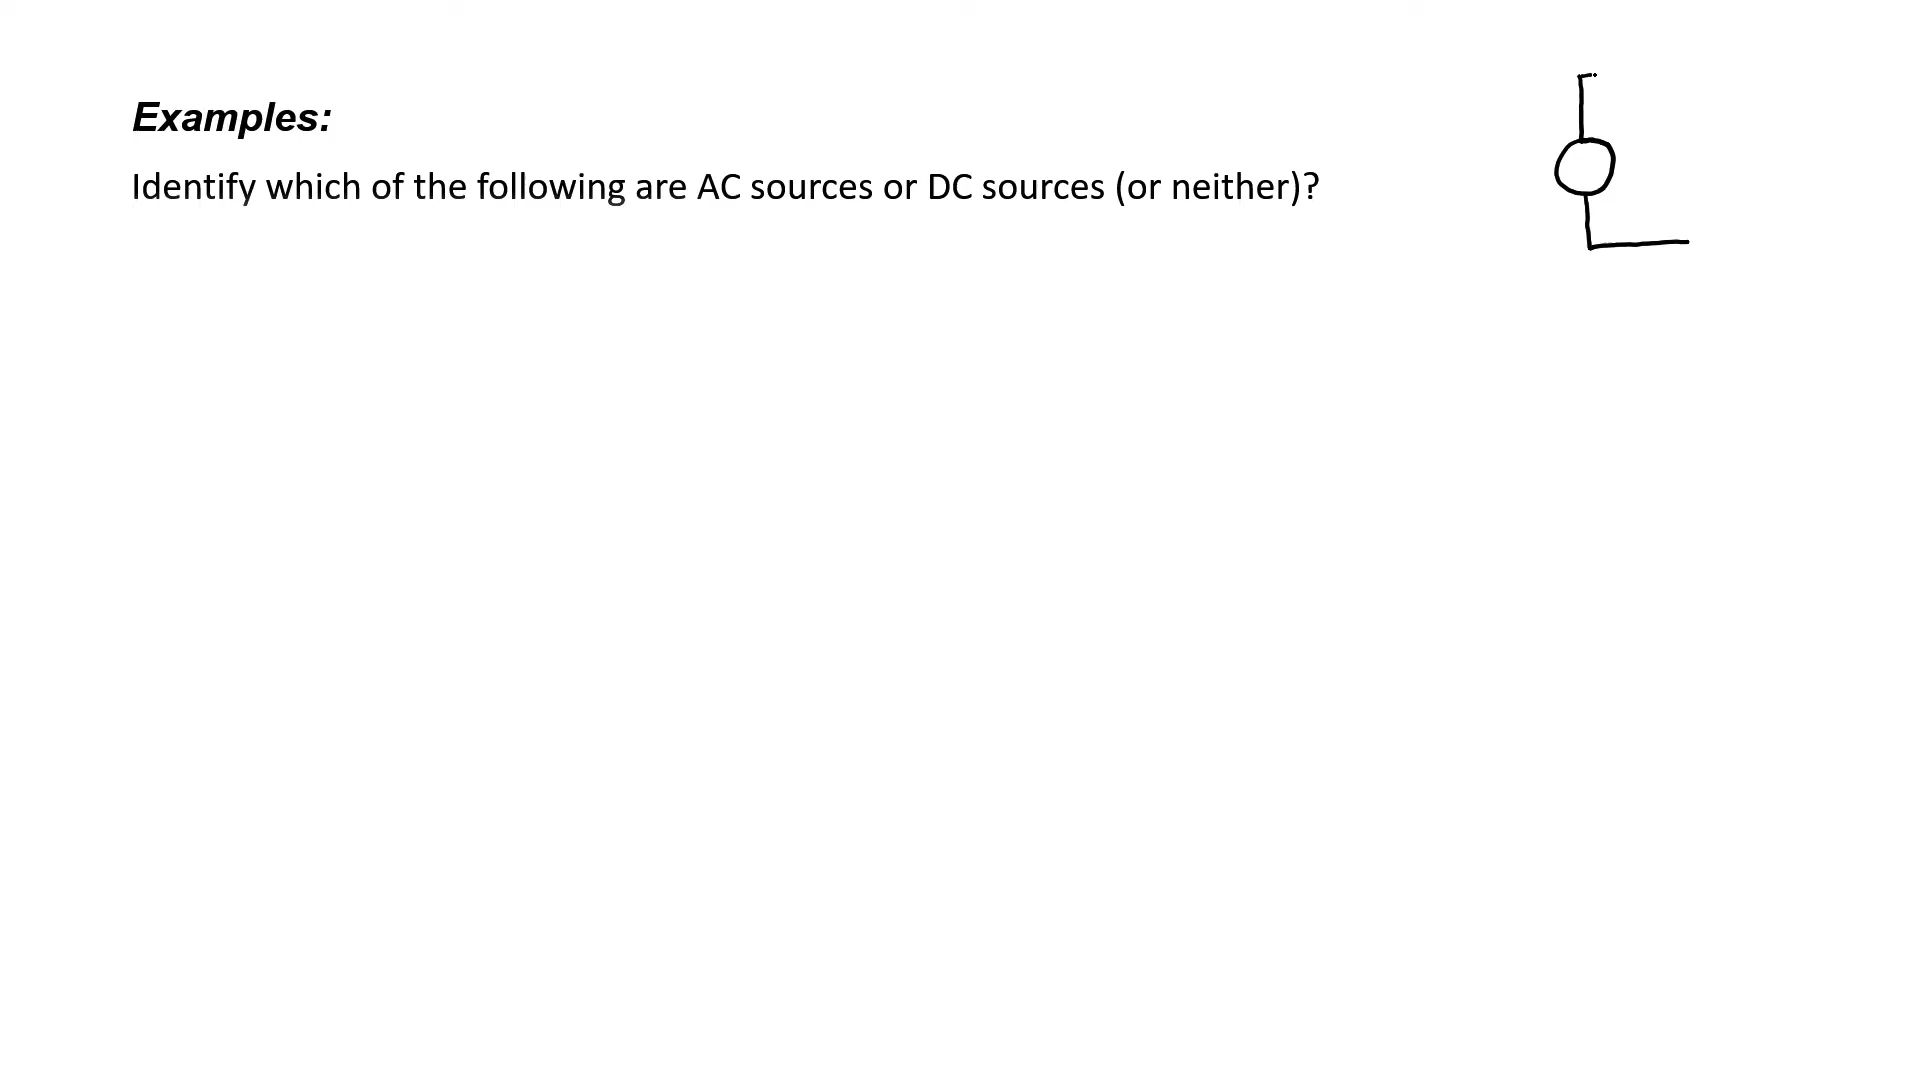 Examples:
Identify which of the following are AC sources or DC sources (or neither)?